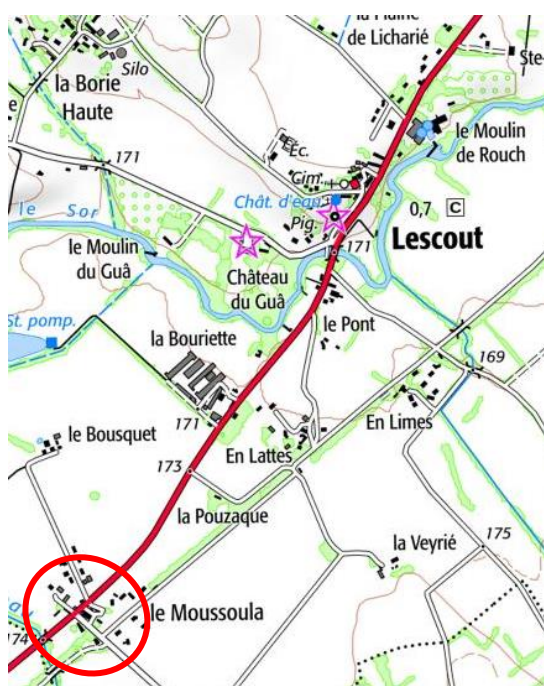 la Plaine
de Licharié
Silo
Ste-
la Borie
Haute
le Moulin
de Rouch
Éc.
171
Cim.
Chât. d'eau
0,7 C
le Sor
Pig.
Lescout
171
le Moulin
du Guâ
Château
du Guâ
St. pomp.
le Pont
la Bouriette
169
171
En Limes
le Bousquet
En Lattes
173
la Pouzaque
175
la Veyrié
le Moussoula
174